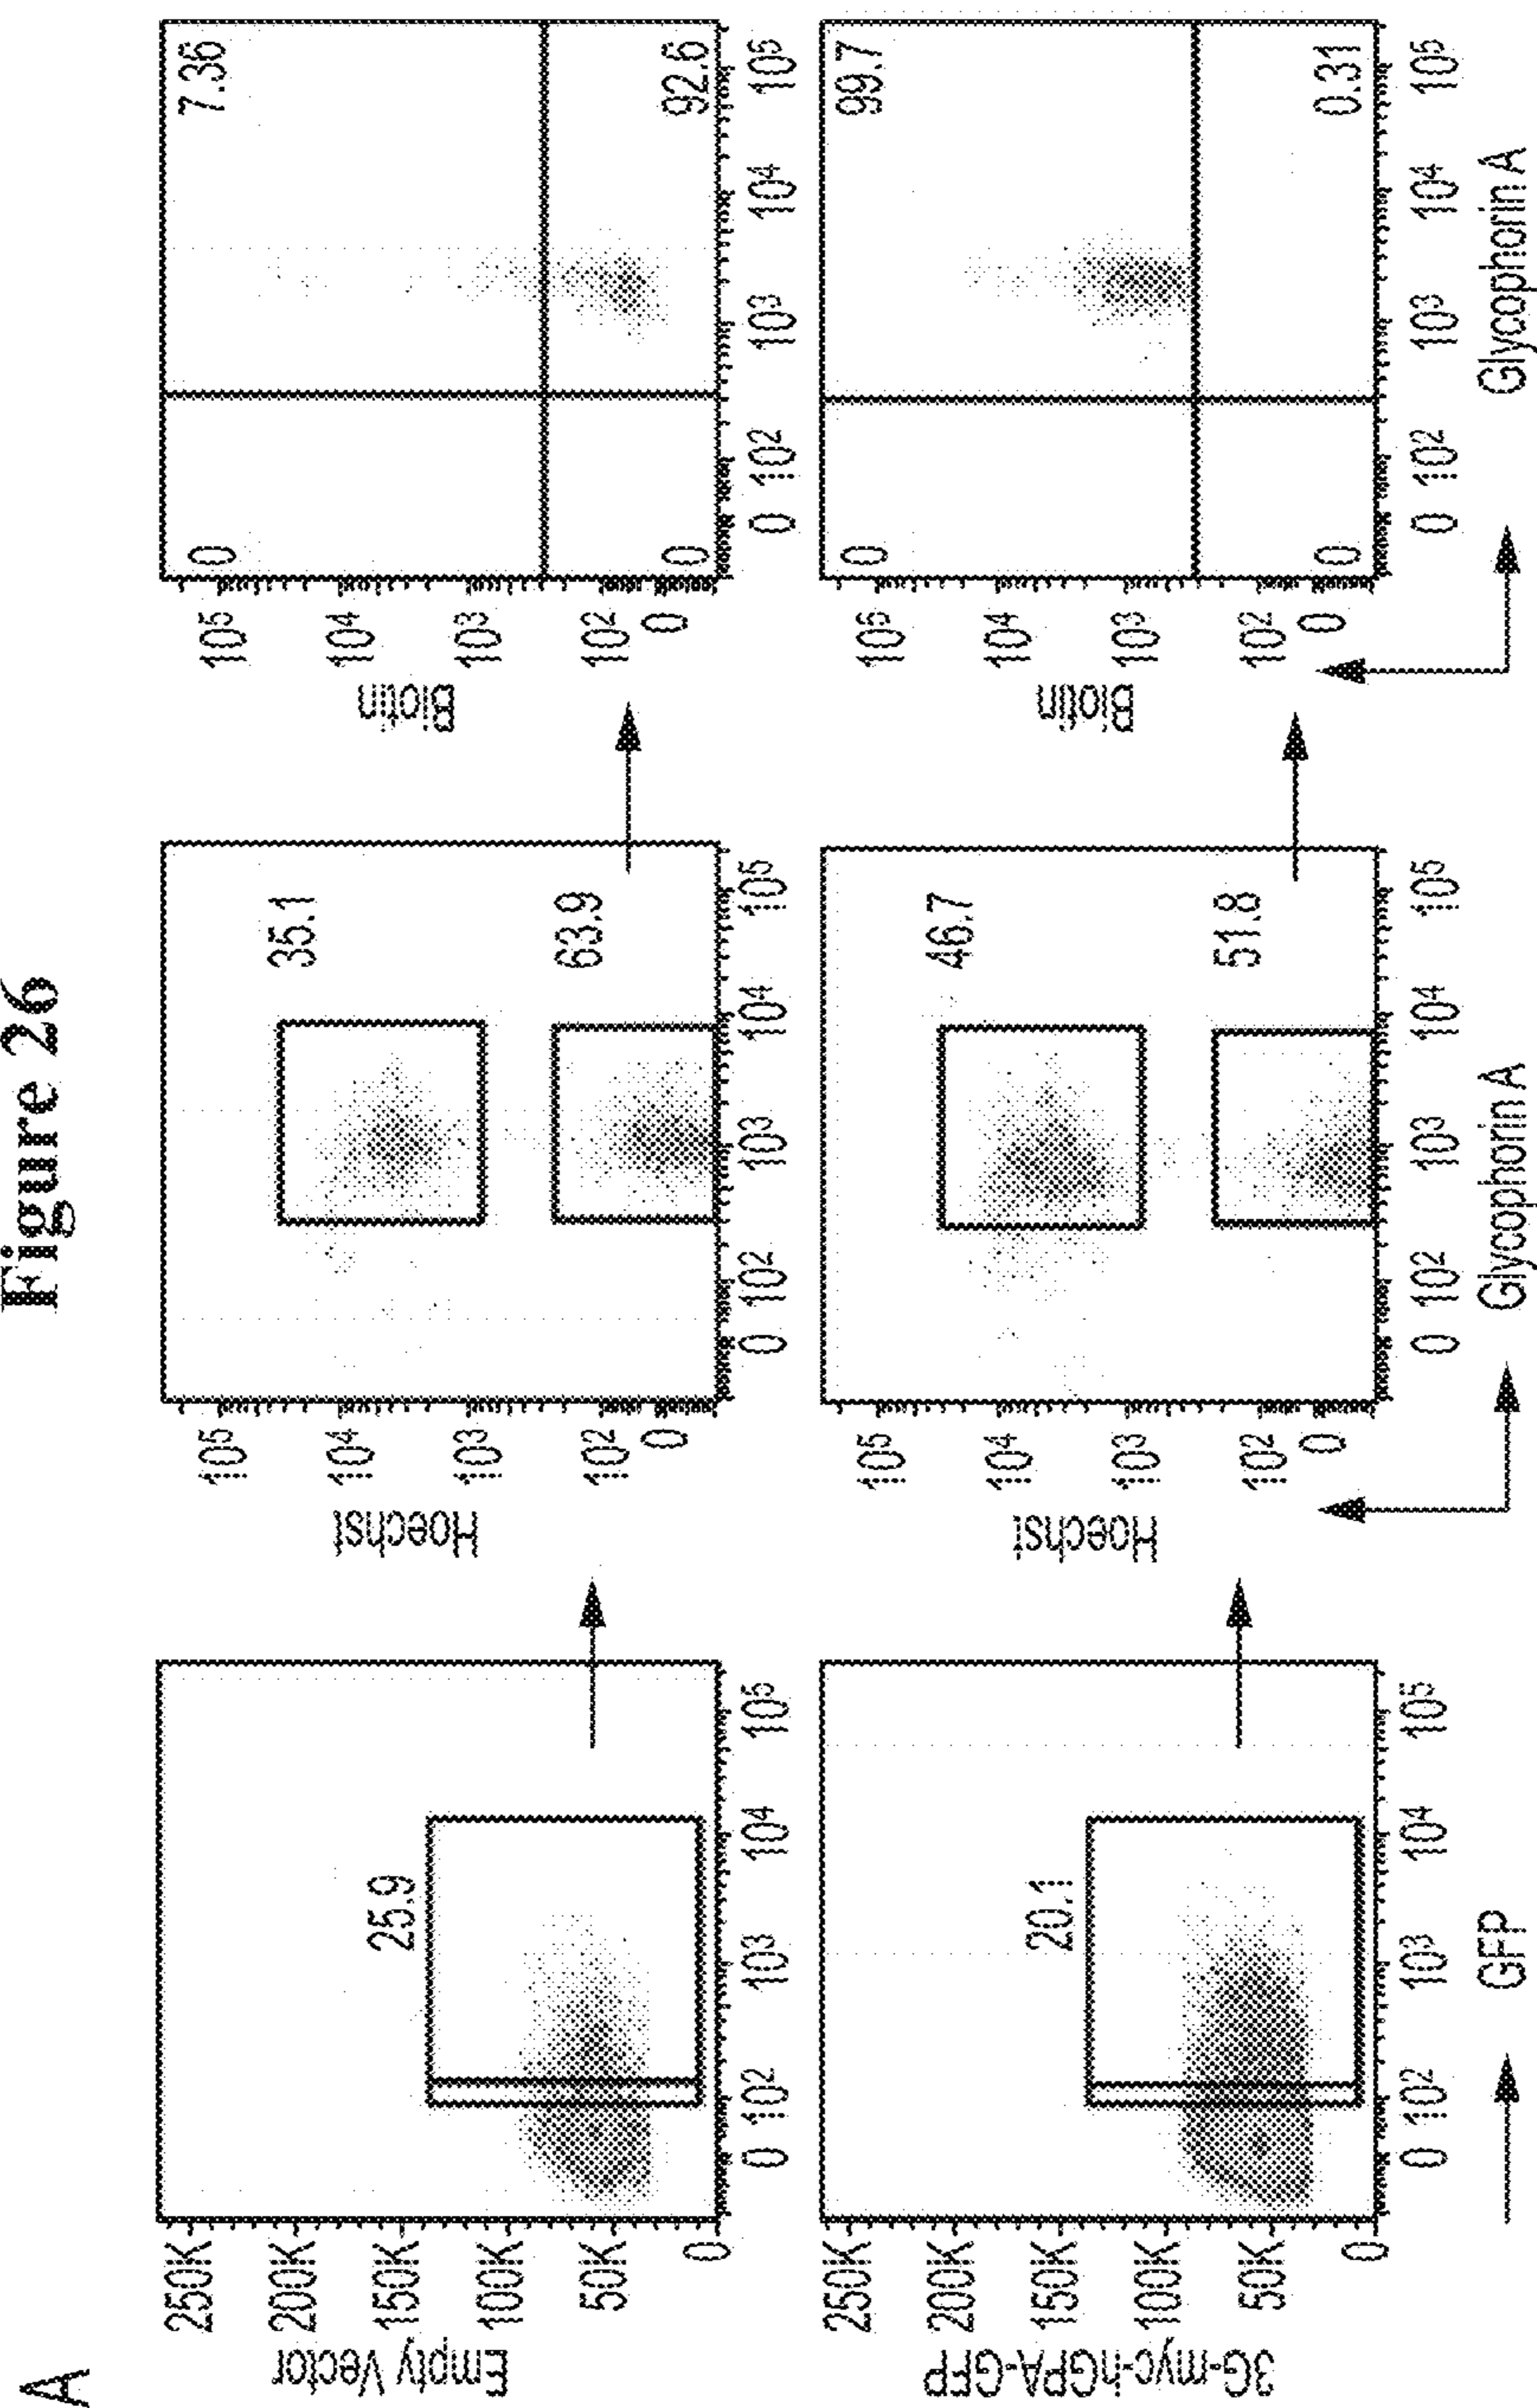 Figure 26
A
Empty Vector
250K
200K
150K
100K
50K
0
25.9
0 10² 10³ 10⁴ 10⁵
Hoechst
10⁵
10⁴
10³
10²
0
35.1
63.9
0 10² 10³ 10⁴ 10⁵
Biotin
10⁵
10⁴
10³
10²
0
0 7.36
0 92.6
0 10² 10³ 10⁴ 10⁵
3G-myc-hGPA-GFP
250K
200K
150K
100K
50K
0
20.1
0 10² 10³ 10⁴ 10⁵
GFP
Hoechst
10⁵
10⁴
10³
10²
0
46.7
51.8
0 10² 10³ 10⁴ 10⁵
Glycophorin A
Biotin
10⁵
10⁴
10³
10²
0
0 99.7
0 0.31
0 10² 10³ 10⁴ 10⁵
Glycophorin A